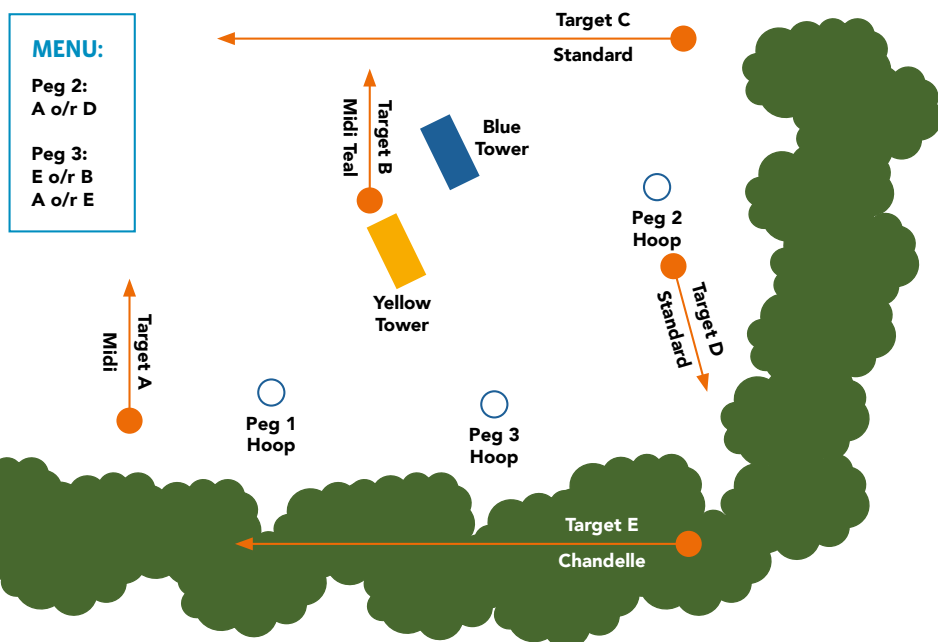 MENU:
Peg 2:
A o/r D
Peg 3:
E o/r B
A o/r E
Target C
Standard
Target B
Midi Teal
Blue
Tower
Peg 2
Hoop
Yellow
Tower
Target D
Standard
Target A
Midi
Peg 1
Hoop
Peg 3
Hoop
Target E
Chandelle